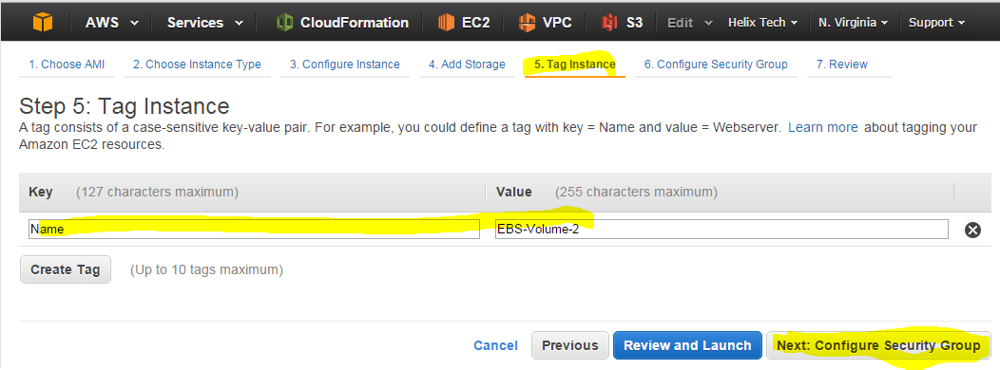 AWS Services CloudFormation EC2 VPC S3 Edit Helix Tech N. Virginia Support
1. Choose AMI 2. Choose Instance Type 3. Configure Instance 4. Add Storage 5. Tag Instance 6. Configure Security Group 7. Review
Step 5: Tag Instance
A tag consists of a case-sensitive key-value pair. For example, you could define a tag with key = Name and value = Webserver. Learn more about tagging your
Amazon EC2 resources.
Key (127 characters maximum) Value (255 characters maximum)
Name EBS-Volume-2
Create Tag (Up to 10 tags maximum)
Cancel Previous Review and Launch Next: Configure Security Group